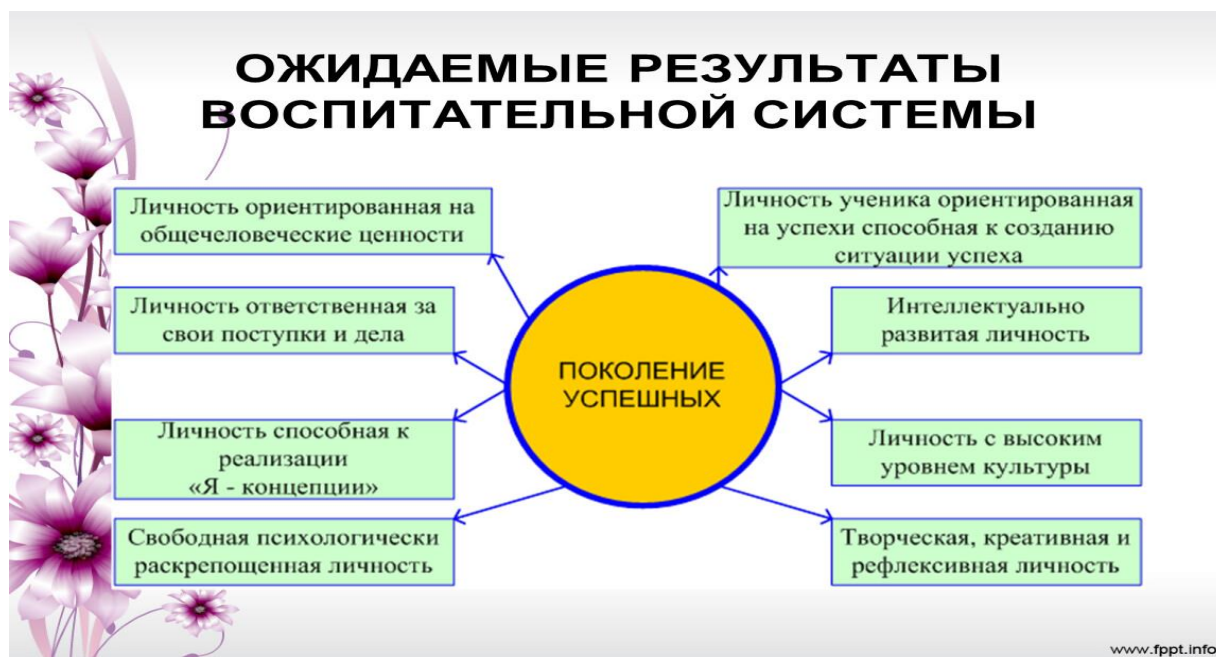 ОЖИДАЕМЫЕ РЕЗУЛЬТАТЫ
ВОСПИТАТЕЛЬНОЙ СИСТЕМЫ
Личность ориентированная на
общечеловеческие ценности
Личность ответственная за
свои поступки и дела
Личность способная к
реализации
«Я - концепции»
Свободная психологически
раскрепощенная личность
ПОКОЛЕНИЕ
УСПЕШНЫХ
Личность ученика ориентированная
на успехи способная к созданию
ситуации успеха
Интеллектуально
развитая личность
Личность с высоким
уровнем культуры
Творческая, креативная и
рефлексивная личность
www.fppt.info